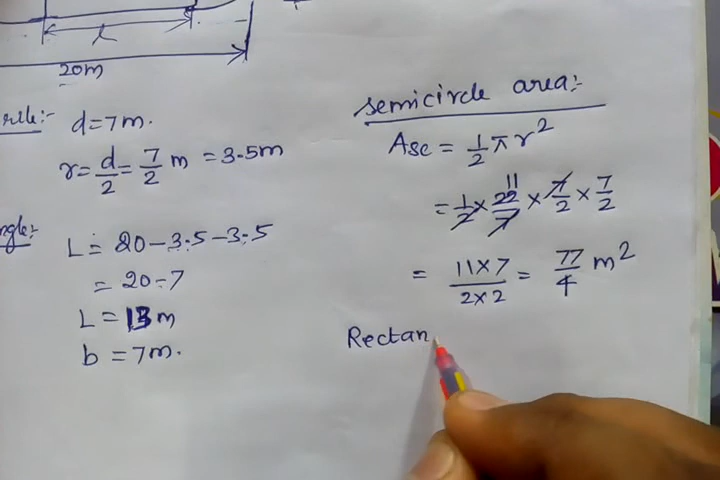 l
20m
rcle:-
d=7m.
r=d/2=7/2 m =3.5m
ngle:-
L = 20-3.5-3.5
= 20-7
L = 13m
b = 7m.
semicircle area:-
Asc = 1/2 πr²
= 1/2 × 22/7 × 7/2 × 7/2
11
= 11×7/2×2 = 77/4 m²
Rectan